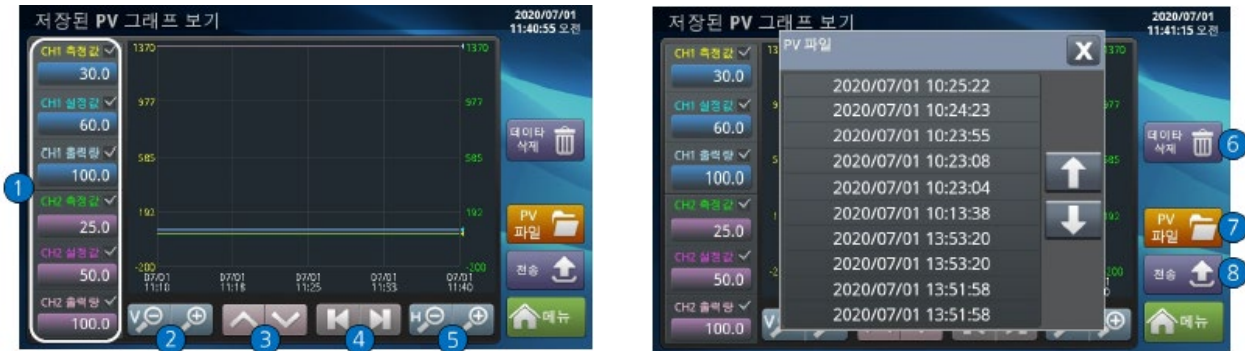 저장된 PV 그래프 보기
2020/07/01
11:40:55 오전
CH1 측정값
30.0
CH1 설정값
60.0
CH1 출력량
100.0
CH2 측정값
25.0
CH2 설정값
50.0
CH2 출력량
100.0
1370
977
585
192
-200
1370
977
585
192
-200
07/01
11:10
07/01
11:18
07/01
11:25
07/01
11:33
07/01
11:40
데이타
삭제
PV
파일
전송
메뉴
V
H
1
2
3
4
5
저장된 PV 그래프 보기
2020/07/01
11:41:15 오전
CH1 측정값
30.0
CH1 설정값
60.0
CH1 출력량
100.0
CH2 측정값
25.0
CH2 설정값
50.0
CH2 출력량
100.0
PV 파일
X
2020/07/01 10:25:22
2020/07/01 10:24:23
2020/07/01 10:23:55
2020/07/01 10:23:08
2020/07/01 10:23:04
2020/07/01 10:13:38
2020/07/01 13:53:20
2020/07/01 13:53:20
2020/07/01 13:51:58
2020/07/01 13:51:58
데이타
삭제
6
PV
파일
7
전송
8
메뉴
V